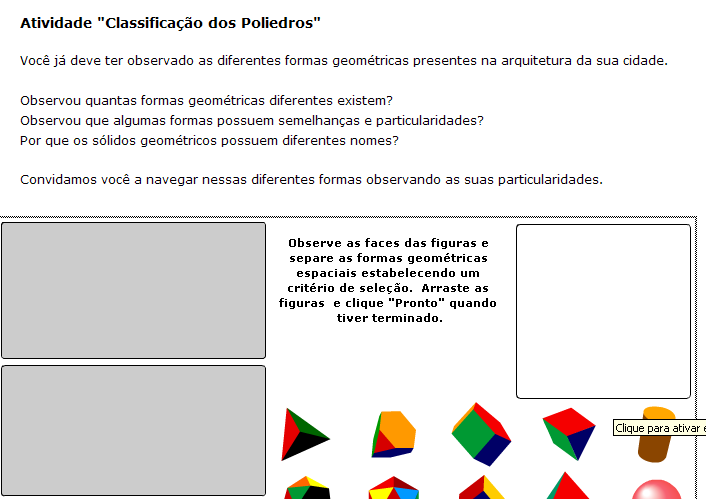 Atividade "Classificação dos Poliedros"
Você já deve ter observado as diferentes formas geométricas presentes na arquitetura da sua cidade.
Observou quantas formas geométricas diferentes existem?
Observou que algumas formas possuem semelhanças e particularidades?
Por que os sólidos geométricos possuem diferentes nomes?
Convidamos você a navegar nessas diferentes formas observando as suas particularidades.
Observe as faces das figuras e
separe as formas geométricas
espaciais estabelecendo um
critério de seleção. Arraste as
figuras e clique "Pronto" quando
tiver terminado.
Clique para ativar e